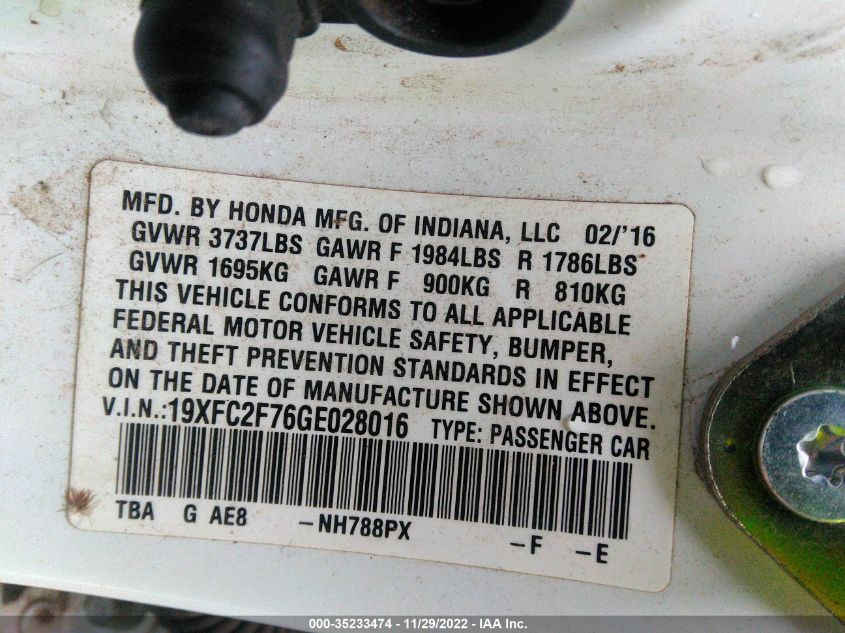 MFD. BY HONDA MFG. OF INDIANA, LLC 02/'16
GVWR 3737LBS GAWR F 1984LBS R 1786LBS
GVWR 1695KG GAWR F 900KG R 810KG
THIS VEHICLE CONFORMS TO ALL APPLICABLE
FEDERAL MOTOR VEHICLE SAFETY, BUMPER,
AND THEFT PREVENTION STANDARDS IN EFFECT
ON THE DATE OF MANUFACTURE SHOWN ABOVE.
V.I.N.:19XFC2F76GE028016 TYPE: PASSENGER CAR
TBA G AE8 -NH788PX -F -E
000-35233474 - 11/29/2022 - IAA Inc.